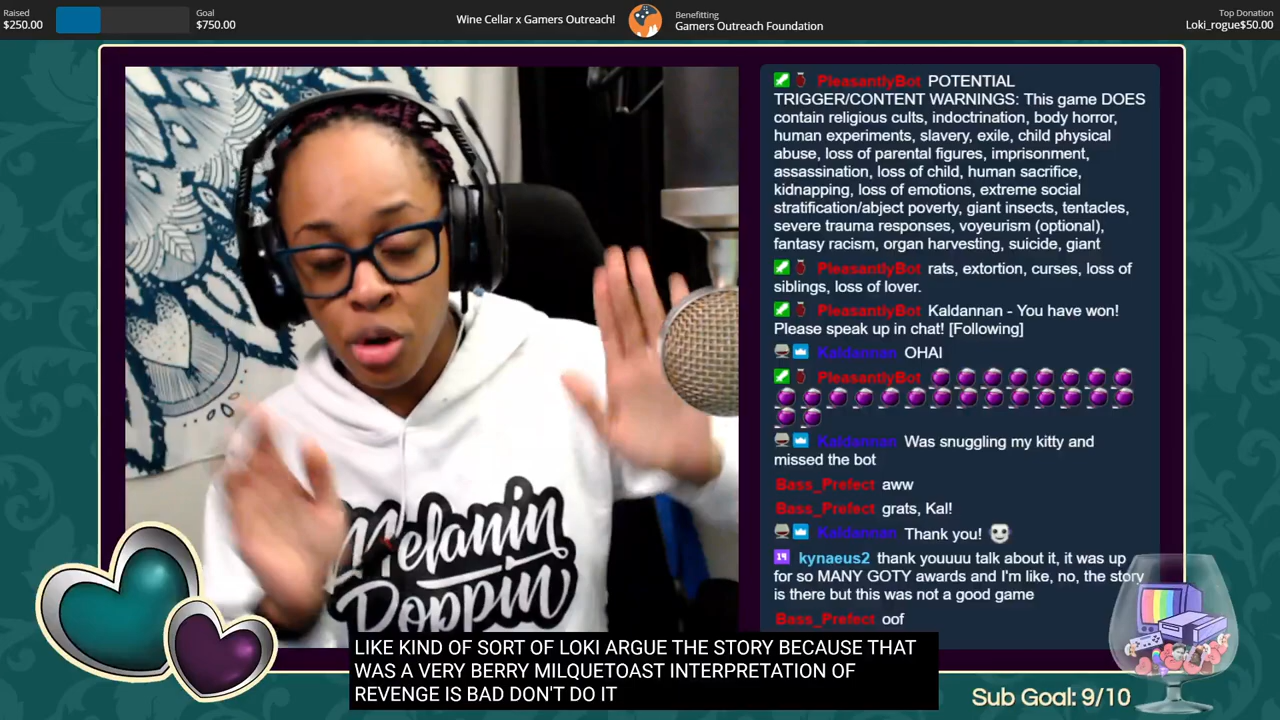 Raised
$250.00
Goal
$750.00
Wine Cellar x Gamers Outreach!
Benefitting
Gamers Outreach Foundation
Top Donation
Loki_rogue$50.00
PleasantlyBot POTENTIAL
TRIGGER/CONTENT WARNINGS: This game DOES
contain religious cults, indoctrination, body horror,
human experiments, slavery, exile, child physical
abuse, loss of parental figures, imprisonment,
assassination, loss of child, human sacrifice,
kidnapping, loss of emotions, extreme social
stratification/abject poverty, giant insects, tentacles,
severe trauma responses, voyeurism (optional),
fantasy racism, organ harvesting, suicide, giant
PleasantlyBot rats, extortion, curses, loss of
siblings, loss of lover.
PleasantlyBot Kaldannan - You have won!
Please speak up in chat! [Following]
Kaldannan OHAI
PleasantlyBot
Kaldannan Was snuggling my kitty and
missed the bot
Bass_Prefect aww
Bass_Prefect grats, Kal!
Kaldannan Thank you!
19 kynaeus2 thank youuuu talk about it, it was up
for so MANY GOTY awards and I'm like, no, the story
is there but this was not a good game
Bass_Prefect oof
Melanin
Poppin
LIKE KIND OF SORT OF LOKI ARGUE THE STORY BECAUSE THAT
WAS A VERY BERRY MILQUETOAST INTERPRETATION OF
REVENGE IS BAD DON'T DO IT
Sub Goal: 9/10